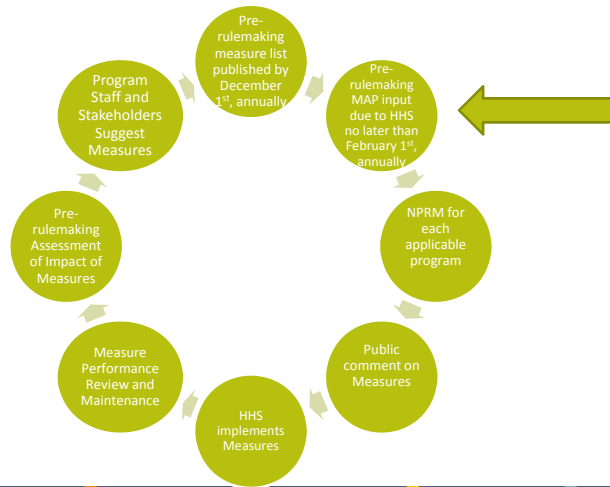 Pre-
rulemaking
measure list
published by
December
1st, annually
Pre-
rulemaking
MAP input
due to HHS
no later than
February 1st,
annually
NPRM for
each
applicable
program
Public
comment on
Measures
HHS
implements
Measures
Measure
Performance
Review and
Maintenance
Pre-
rulemaking
Assessment
of Impact of
Measures
Program
Staff and
Stakeholders
Suggest
Measures